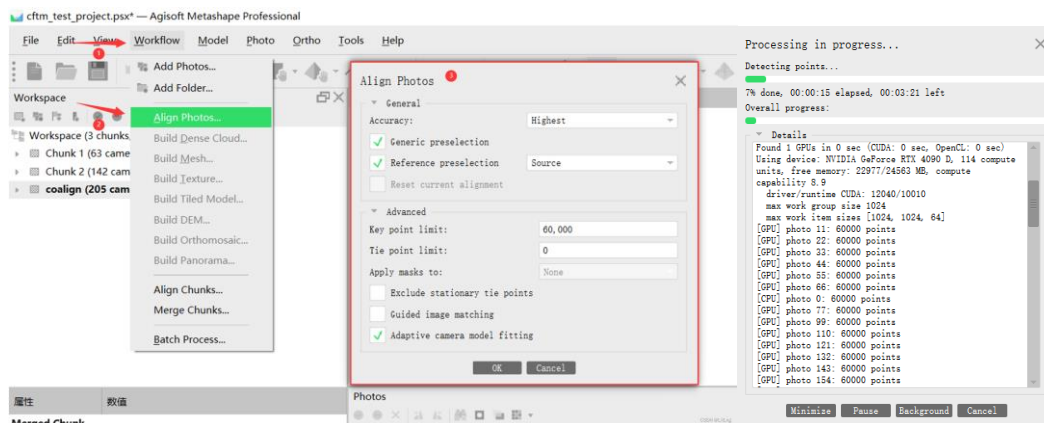 cftm_test_project.psx* — Agisoft Metashape Professional
File Edit View Workflow Model Photo Ortho Tools Help
1
Workspace
2
Workspace (3 chunks,
Chunk 1 (63 came
Chunk 2 (142 cam
coalign (205 cam
Add Photos...
Add Folder...
Align Photos...
Build Dense Cloud...
Build Mesh...
Build Texture...
Build Tiled Model...
Build DEM...
Build Orthomosaic...
Build Panorama...
Align Chunks...
Merge Chunks...
Batch Process...
属性 数值
Merged Chunk
Align Photos 3
General
Accuracy: Highest
Generic preselection
Reference preselection Source
Reset current alignment
Advanced
Key point limit: 60,000
Tie point limit: 0
Apply masks to: None
Exclude stationary tie points
Guided image matching
Adaptive camera model fitting
OK Cancel
Photos
Processing in progress...
Detecting points...
7% done, 00:00:15 elapsed, 00:03:21 left
Overall progress:
Details
Found 1 GPUs in 0 sec (CUDA: 0 sec, OpenCL: 0 sec)
Using device: NVIDIA GeForce RTX 4090 D, 114 compute
units, free memory: 22977/24563 MB, compute
capability 8.9
driver/runtime CUDA: 12040/10010
max work group size 1024
max work item sizes [1024, 1024, 64]
[GPU] photo 11: 60000 points
[GPU] photo 22: 60000 points
[GPU] photo 33: 60000 points
[GPU] photo 44: 60000 points
[GPU] photo 55: 60000 points
[GPU] photo 66: 60000 points
[CPU] photo 0: 60000 points
[GPU] photo 77: 60000 points
[GPU] photo 99: 60000 points
[GPU] photo 110: 60000 points
[GPU] photo 121: 60000 points
[GPU] photo 132: 60000 points
[GPU] photo 143: 60000 points
[GPU] photo 154: 60000 points
Minimize Pause Background Cancel